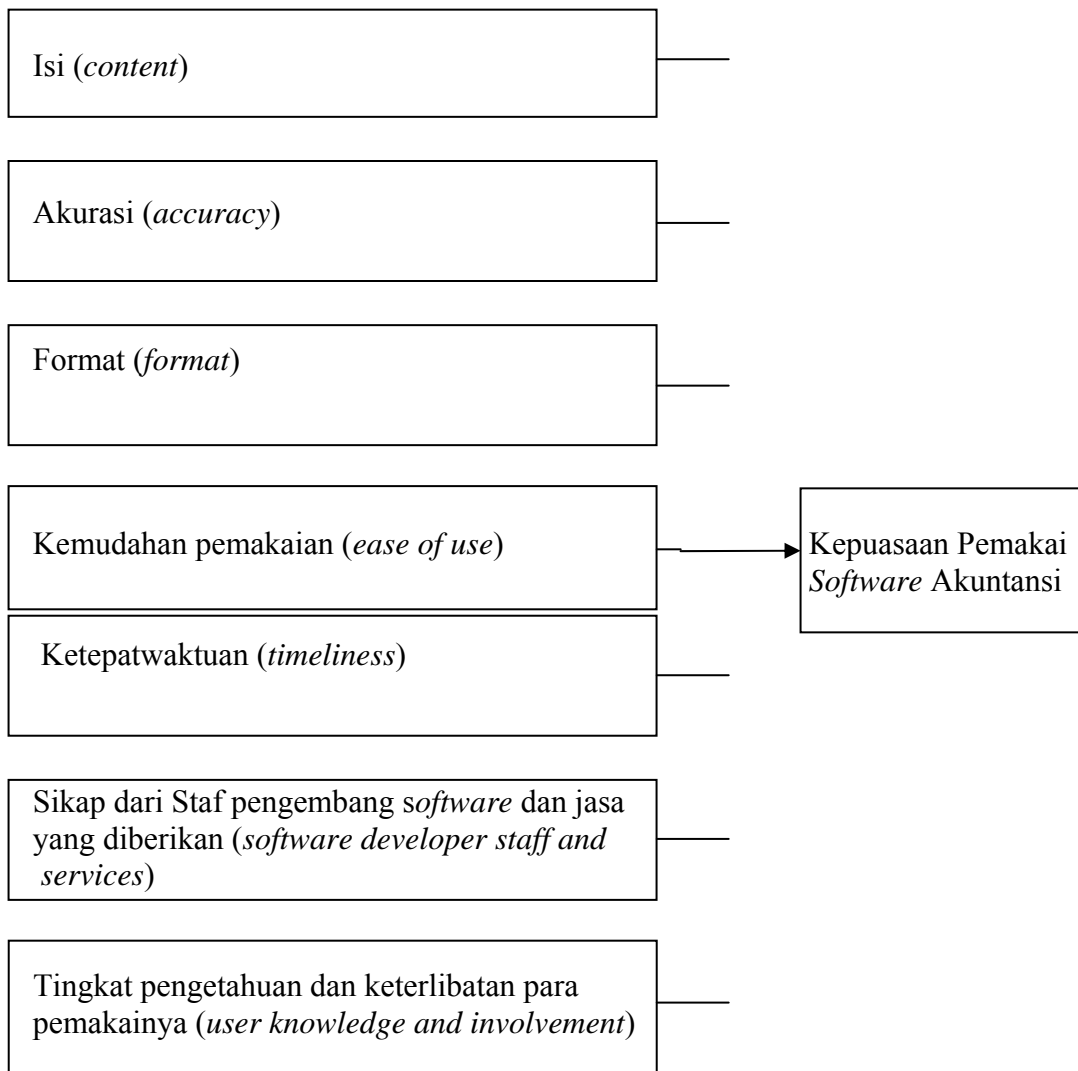 Isi (content)
Akurasi (accuracy)
Format (format)
Kemudahan pemakaian (ease of use)
Kepuasaan Pemakai
Software Akuntansi
Ketepatwaktuan (timeliness)
Sikap dari Staf pengembang software dan jasa
yang diberikan (software developer staff and
services)
Tingkat pengetahuan dan keterlibatan para
pemakainya (user knowledge and involvement)